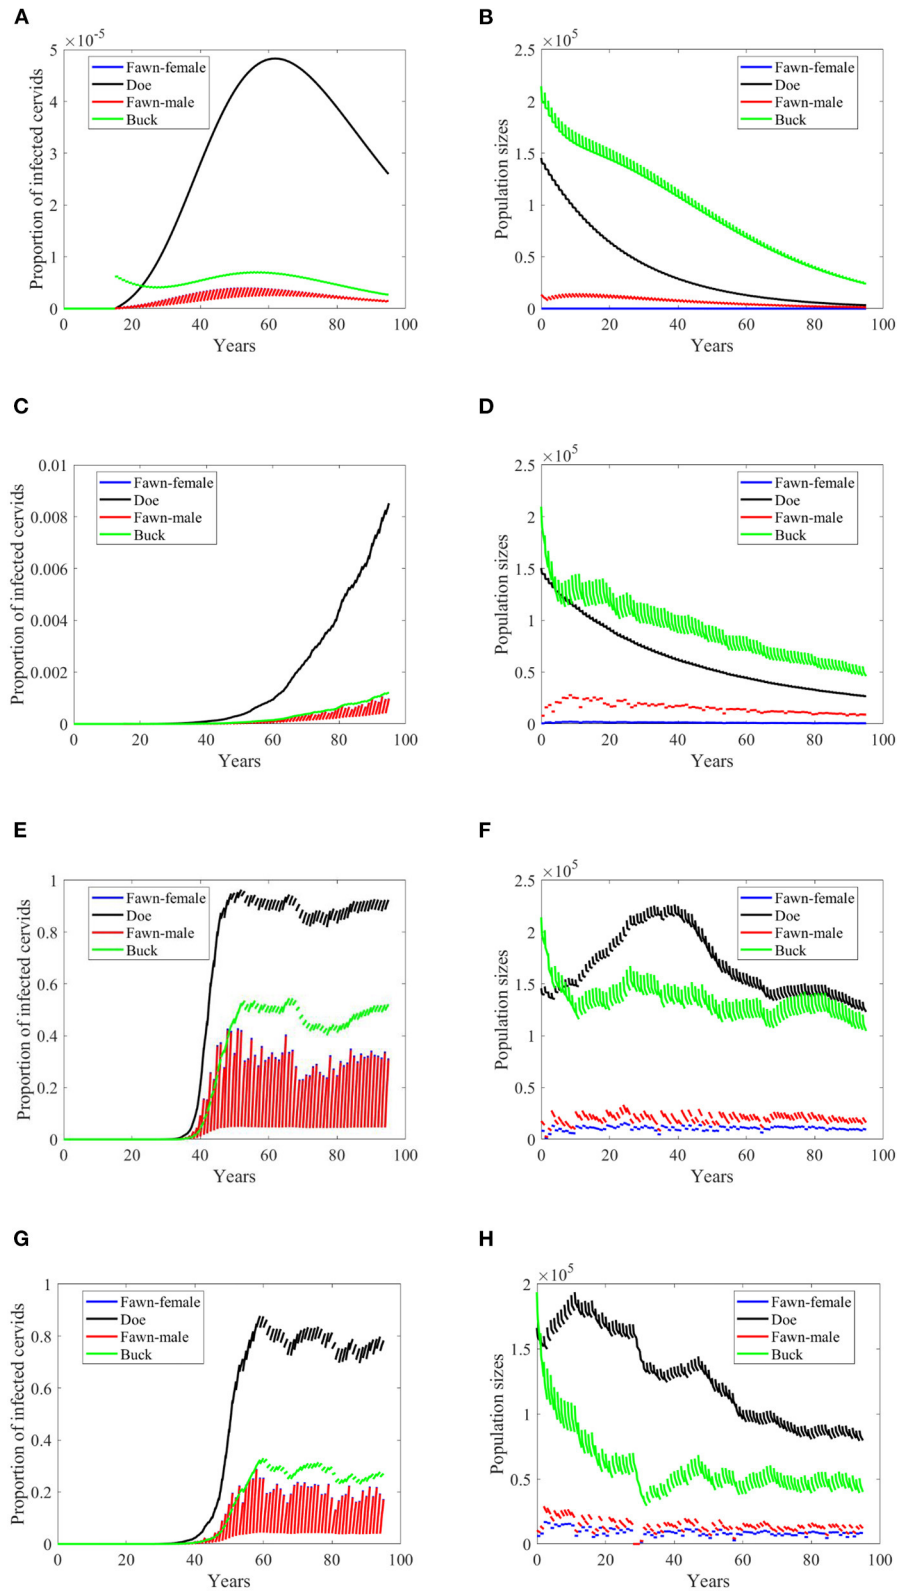 A
×10⁻⁵
Proportion of infected cervids
5
4
3
2
1
0
Fawn-female
Doe
Fawn-male
Buck
0 20 40 60 80 100
Years
B
×10⁵
Population sizes
2.5
2
1.5
1
0.5
0
Fawn-female
Doe
Fawn-male
Buck
0 20 40 60 80 100
Years
C
Proportion of infected cervids
0.01
0.008
0.006
0.004
0.002
0
Fawn-female
Doe
Fawn-male
Buck
0 20 40 60 80 100
Years
D
×10⁵
Population sizes
2.5
2
1.5
1
0.5
0
Fawn-female
Doe
Fawn-male
Buck
0 20 40 60 80 100
Years
E
Proportion of infected cervids
1
0.8
0.6
0.4
0.2
0
Fawn-female
Doe
Fawn-male
Buck
0 20 40 60 80 100
Years
F
×10⁵
Population sizes
2.5
2
1.5
1
0.5
0
Fawn-female
Doe
Fawn-male
Buck
0 20 40 60 80 100
Years
G
Proportion of infected cervids
1
0.8
0.6
0.4
0.2
0
Fawn-female
Doe
Fawn-male
Buck
0 20 40 60 80 100
Years
H
×10⁵
Population sizes
2
1.5
1
0.5
0
Fawn-female
Doe
Fawn-male
Buck
0 20 40 60 80 100
Years